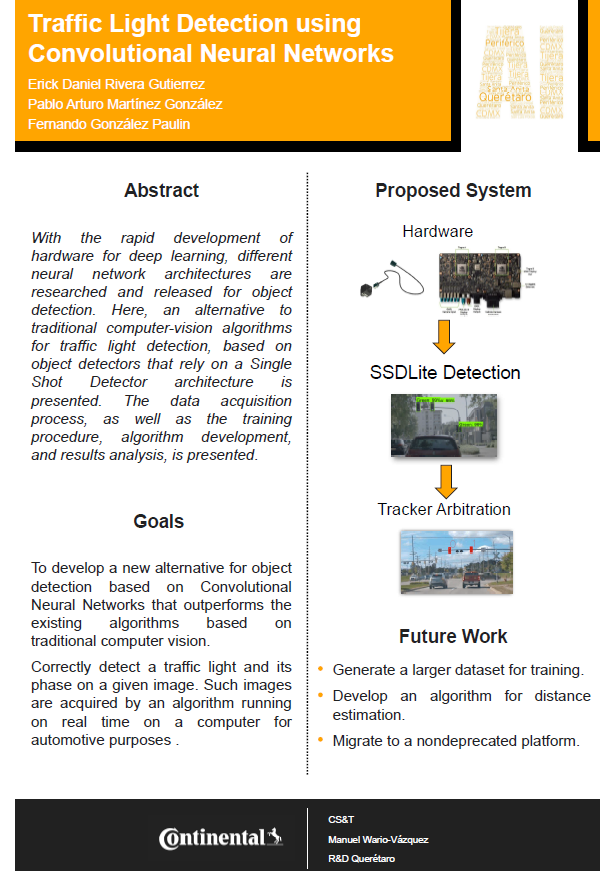 Traffic Light Detection using
Convolutional Neural Networks
Erick Daniel Rivera Gutierrez
Pablo Arturo Martínez González
Fernando González Paulin
Periférico
Tijera
Santa Anita
Querétaro
CDMX
Abstract
With the rapid development of
hardware for deep learning, different
neural network architectures are
researched and released for object
detection. Here, an alternative to
traditional computer-vision algorithms
for traffic light detection, based on
object detectors that rely on a Single
Shot Detector architecture is
presented. The data acquisition
process, as well as the training
procedure, algorithm development,
and results analysis, is presented.
Goals
To develop a new alternative for object
detection based on Convolutional
Neural Networks that outperforms the
existing algorithms based on
traditional computer vision.
Correctly detect a traffic light and its
phase on a given image. Such images
are acquired by an algorithm running
on real time on a computer for
automotive purposes .
Proposed System
Hardware
SSDLite Detection
Tracker Arbitration
Future Work
• Generate a larger dataset for training.
• Develop an algorithm for distance
estimation.
• Migrate to a nondeprecated platform.
Continental
CS&T
Manuel Wario-Vázquez
R&D Querétaro